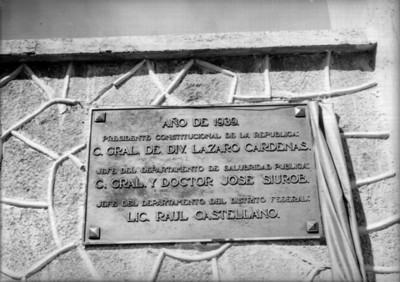 AÑO DE 1939.
PRESIDENTE CONSTITUCIONAL DE LA REPUBLICA:
C. GRAL. DE DIV. LAZARO CARDENAS.
JEFE DEL DEPARTAMENTO DE SALUBRIDAD PUBLICA:
C. GRAL. Y DOCTOR JOSE SIUROB.
JEFE DEL DEPARTAMENTO DEL DISTRITO FEDERAL:
LIC. RAUL CASTELLANO.